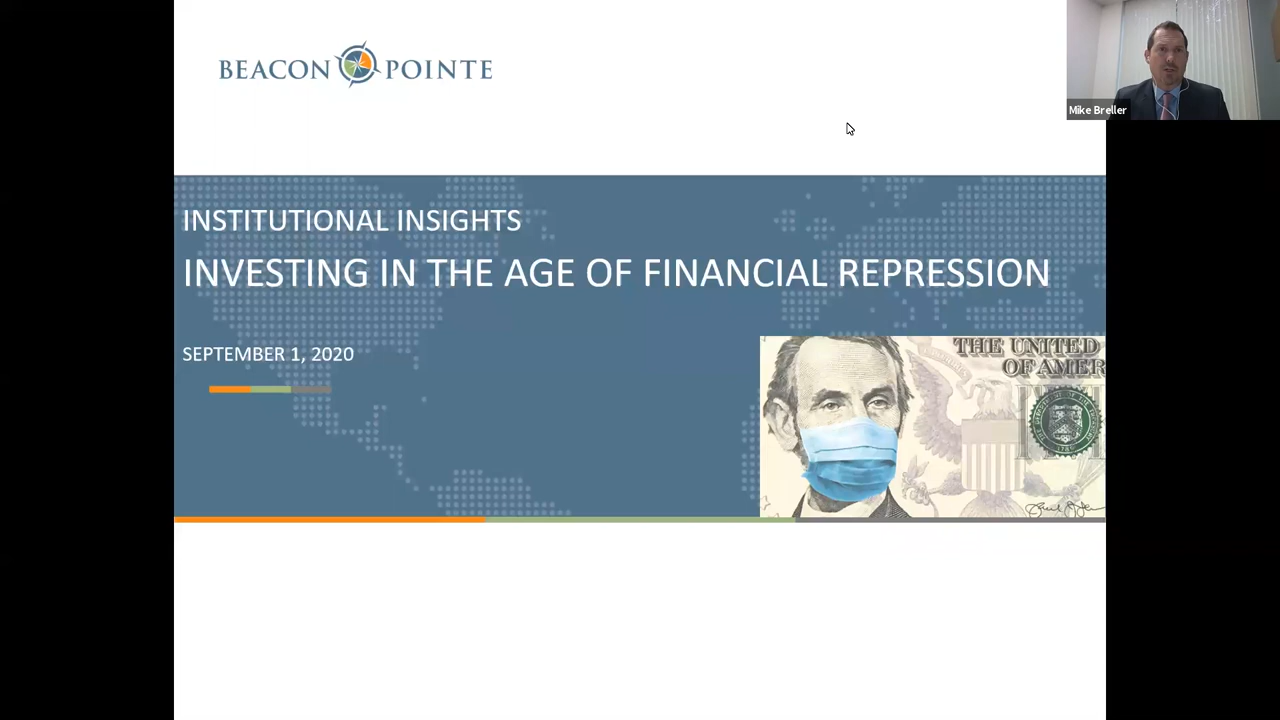 BEACON POINTE
Mike Breller
INSTITUTIONAL INSIGHTS
INVESTING IN THE AGE OF FINANCIAL REPRESSION
SEPTEMBER 1, 2020
THE UNITED
OF AMER